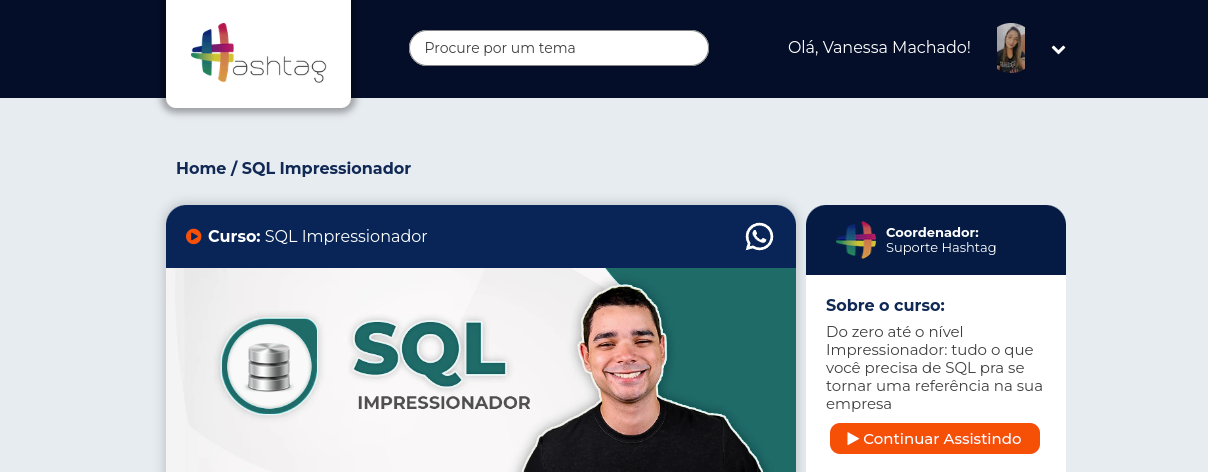 ashtag
Procure por um tema
Olá, Vanessa Machado!
Home / SQL Impressionador
Curso: SQL Impressionador
SQL
IMPRESSIONADOR
Coordenador:
Suporte Hashtag
Sobre o curso:
Do zero até o nível
Impressionador: tudo o que
você precisa de SQL pra se
tornar uma referência na sua
empresa
Continuar Assistindo